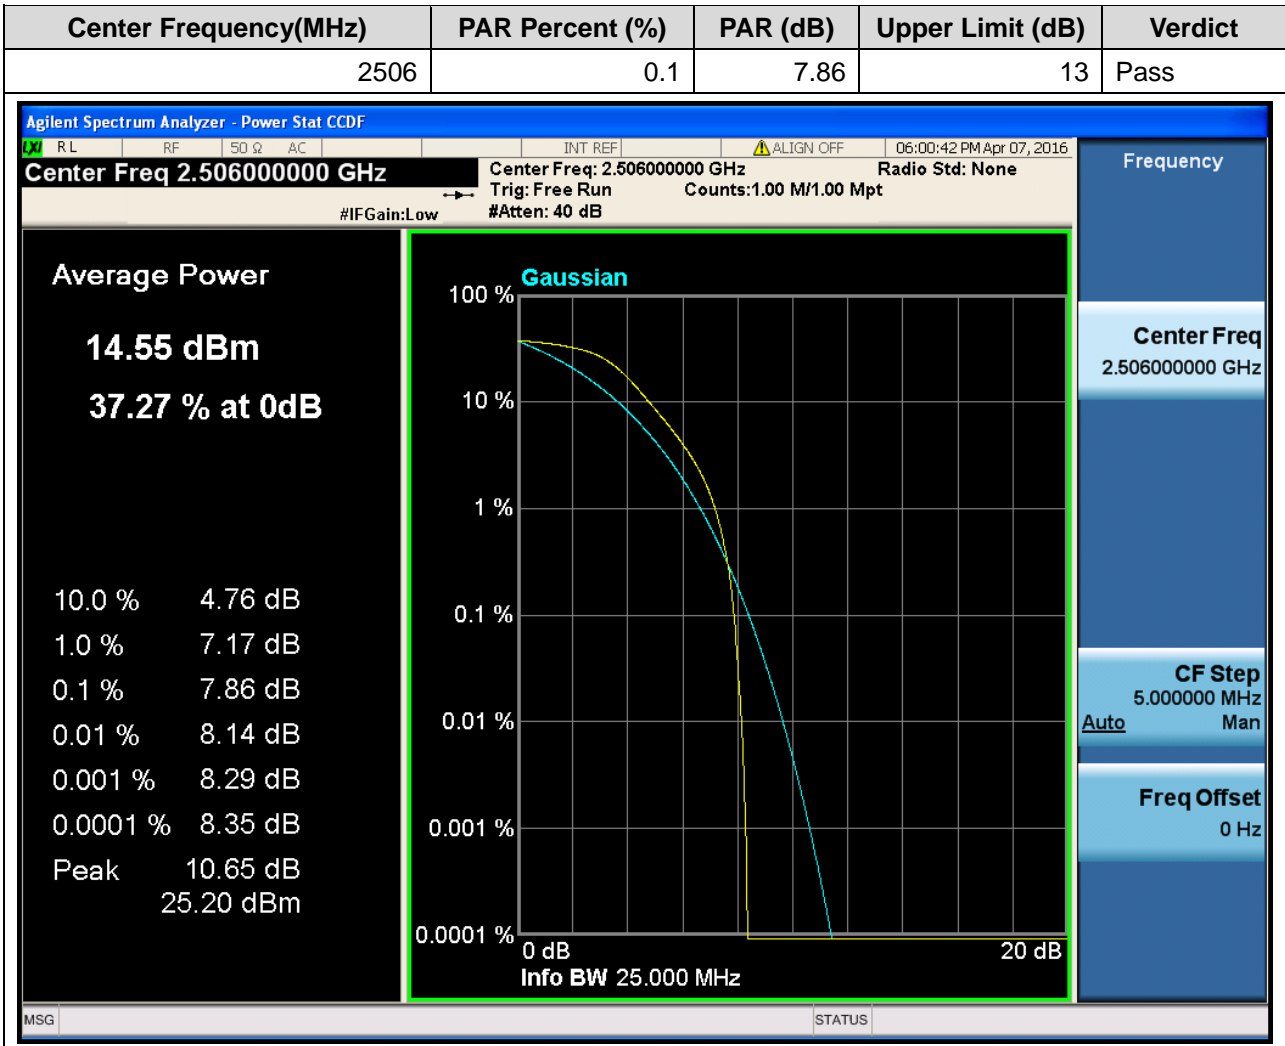 Center Frequency(MHz) PAR Percent (%) PAR (dB) Upper Limit (dB) Verdict
2506 0.1 7.86 13 Pass
Agilent Spectrum Analyzer - Power Stat CCDF
LXI RL RF 50 Ω AC INT REF ALIGN OFF 06:00:42 PM Apr 07, 2016
Center Freq 2.506000000 GHz
Center Freq: 2.506000000 GHz Radio Std: None
Trig: Free Run Counts:1.00 M/1.00 Mpt
#IFGain:Low #Atten: 40 dB
Frequency
Average Power
14.55 dBm
37.27 % at 0dB
10.0 % 4.76 dB
1.0 % 7.17 dB
0.1 % 7.86 dB
0.01 % 8.14 dB
0.001 % 8.29 dB
0.0001 % 8.35 dB
Peak 10.65 dB
25.20 dBm
Gaussian
100 %
10 %
1 %
0.1 %
0.01 %
0.001 %
0.0001 %
0 dB 20 dB
Info BW 25.000 MHz
Center Freq
2.506000000 GHz
CF Step
5.000000 MHz
Auto Man
Freq Offset
0 Hz
MSG STATUS